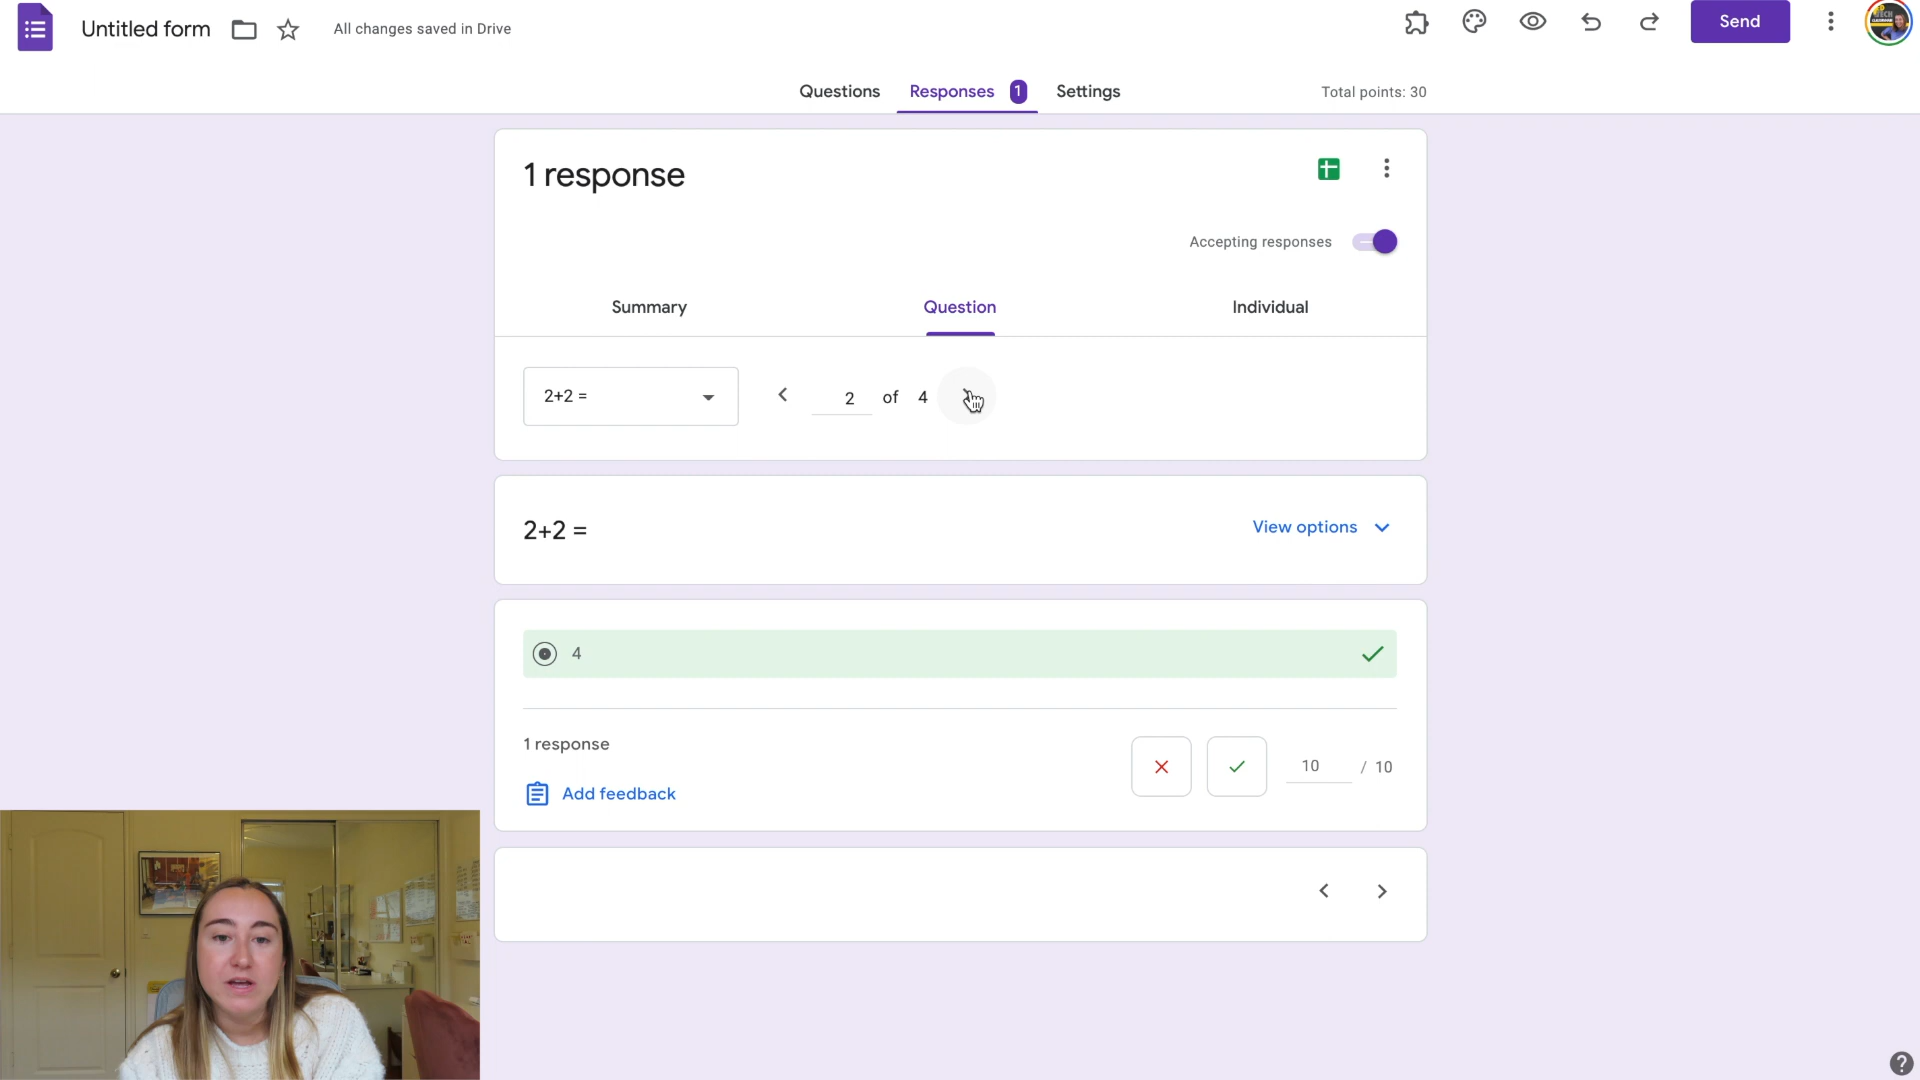 Untitled form
All changes saved in Drive
Send
Questions
Responses 1
Settings
Total points: 30
1 response
Accepting responses
Summary
Question
Individual
2+2 =
2 of 4
2+2 =
View options
4
1 response
10 / 10
Add feedback
?